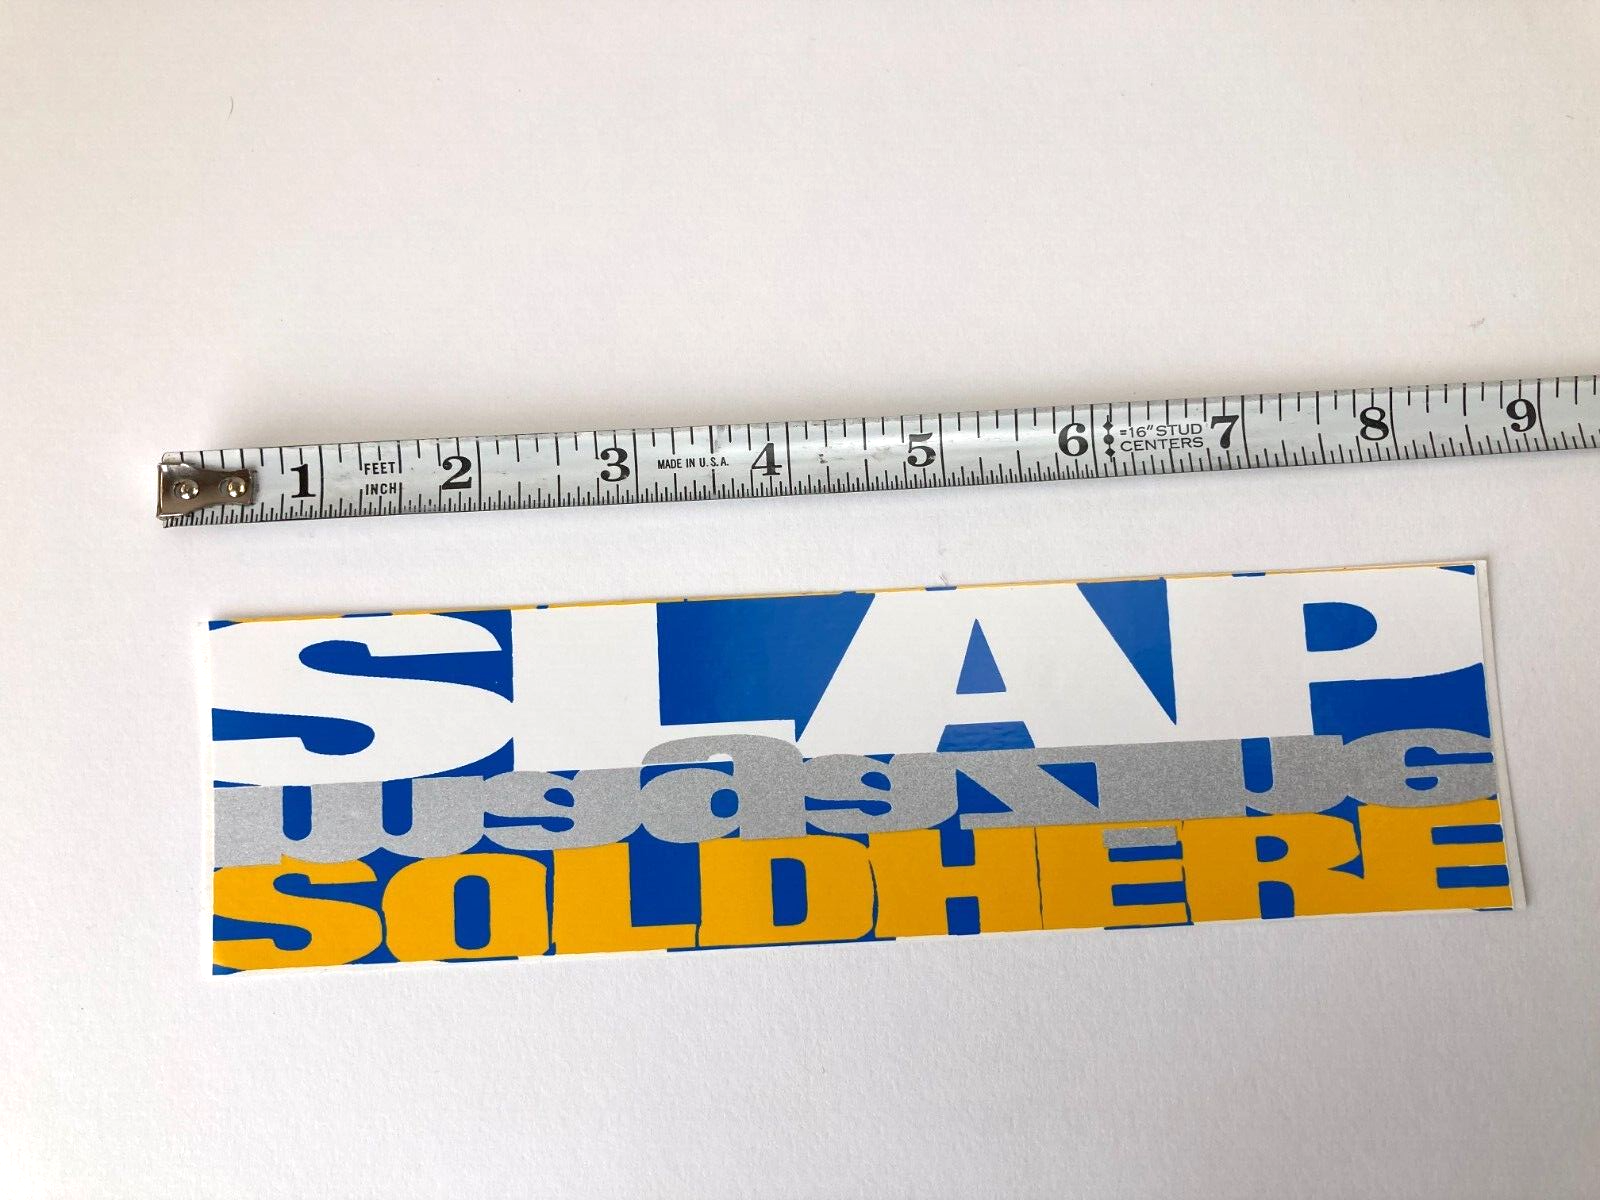 1 2 3 4 5 6 7 8 9
FEET
INCH
MADE IN U.S.A.
=16" STUD
CENTERS
SLAP
SOLDHERE